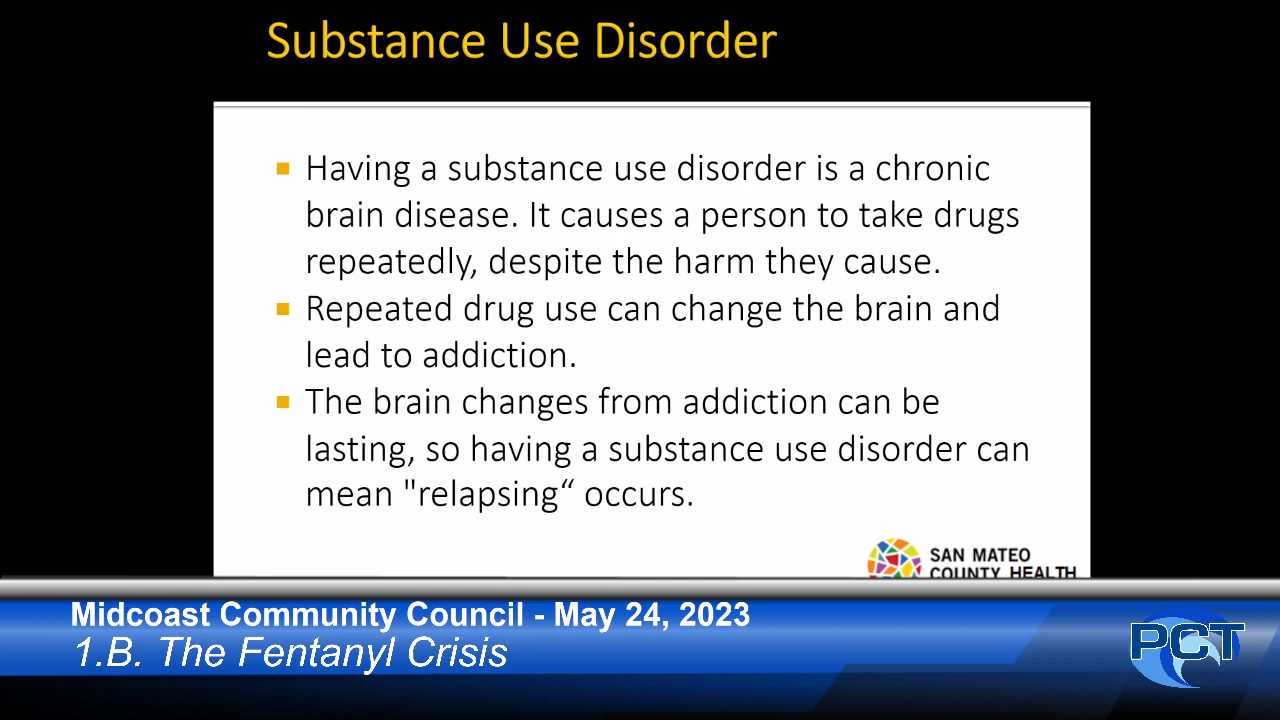 Substance Use Disorder
Having a substance use disorder is a chronic
brain disease. It causes a person to take drugs
repeatedly, despite the harm they cause.
Repeated drug use can change the brain and
lead to addiction.
The brain changes from addiction can be
lasting, so having a substance use disorder can
mean "relapsing“ occurs.
SAN MATEO
COUNTY HEALTH
Midcoast Community Council - May 24, 2023
1.B. The Fentanyl Crisis
PCT